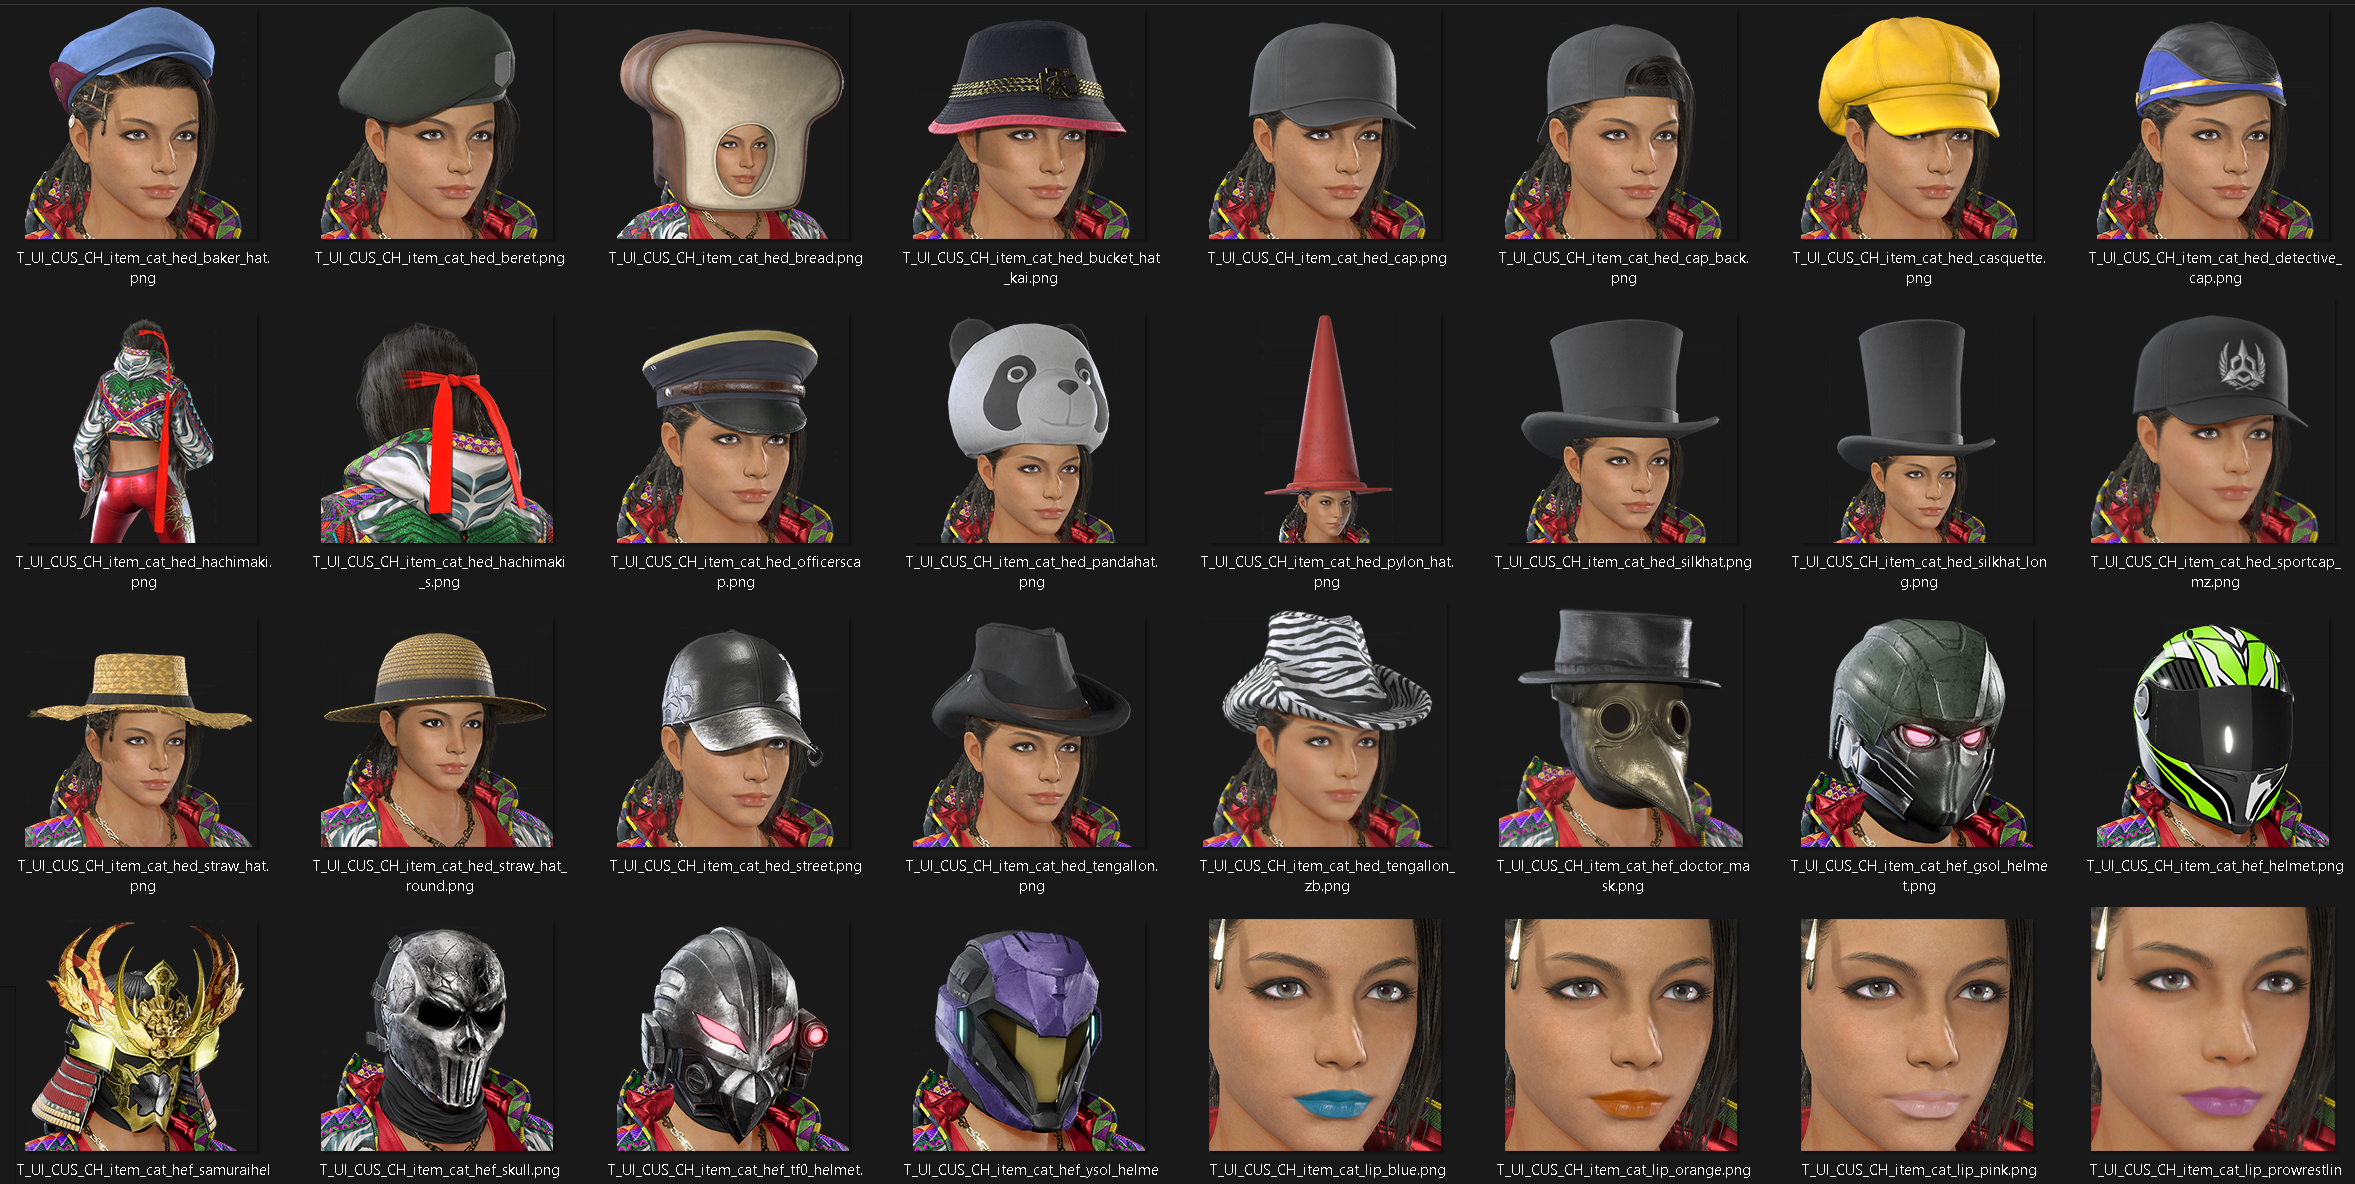 T_UI_CUS_CH_item_cat_hed_baker_hat.
png
T_UI_CUS_CH_item_cat_hed_beret.png
T_UI_CUS_CH_item_cat_hed_bread.png
T_UI_CUS_CH_item_cat_hed_bucket_hat
_kai.png
T_UI_CUS_CH_item_cat_hed_cap.png
T_UI_CUS_CH_item_cat_hed_cap_back.
png
T_UI_CUS_CH_item_cat_hed_casquette.
png
T_UI_CUS_CH_item_cat_hed_detective_
cap.png
T_UI_CUS_CH_item_cat_hed_hachimaki.
png
T_UI_CUS_CH_item_cat_hed_hachimaki
_s.png
T_UI_CUS_CH_item_cat_hed_officersca
p.png
T_UI_CUS_CH_item_cat_hed_pandahat.
png
T_UI_CUS_CH_item_cat_hed_pylon_hat.
png
T_UI_CUS_CH_item_cat_hed_silkhat.png
T_UI_CUS_CH_item_cat_hed_silkhat_lon
g.png
T_UI_CUS_CH_item_cat_hed_sportcap_
mz.png
T_UI_CUS_CH_item_cat_hed_straw_hat.
png
T_UI_CUS_CH_item_cat_hed_straw_hat_
round.png
T_UI_CUS_CH_item_cat_hed_street.png
T_UI_CUS_CH_item_cat_hed_tengallon.
png
T_UI_CUS_CH_item_cat_hed_tengallon_
zb.png
T_UI_CUS_CH_item_cat_hef_doctor_ma
sk.png
T_UI_CUS_CH_item_cat_hef_gsol_helme
t.png
T_UI_CUS_CH_item_cat_hef_helmet.png
T_UI_CUS_CH_item_cat_hef_samuraihel
T_UI_CUS_CH_item_cat_hef_skull.png
T_UI_CUS_CH_item_cat_hef_tf0_helmet.
T_UI_CUS_CH_item_cat_hef_ysol_helme
T_UI_CUS_CH_item_cat_lip_blue.png
T_UI_CUS_CH_item_cat_lip_orange.png
T_UI_CUS_CH_item_cat_lip_pink.png
T_UI_CUS_CH_item_cat_lip_prowrestlin